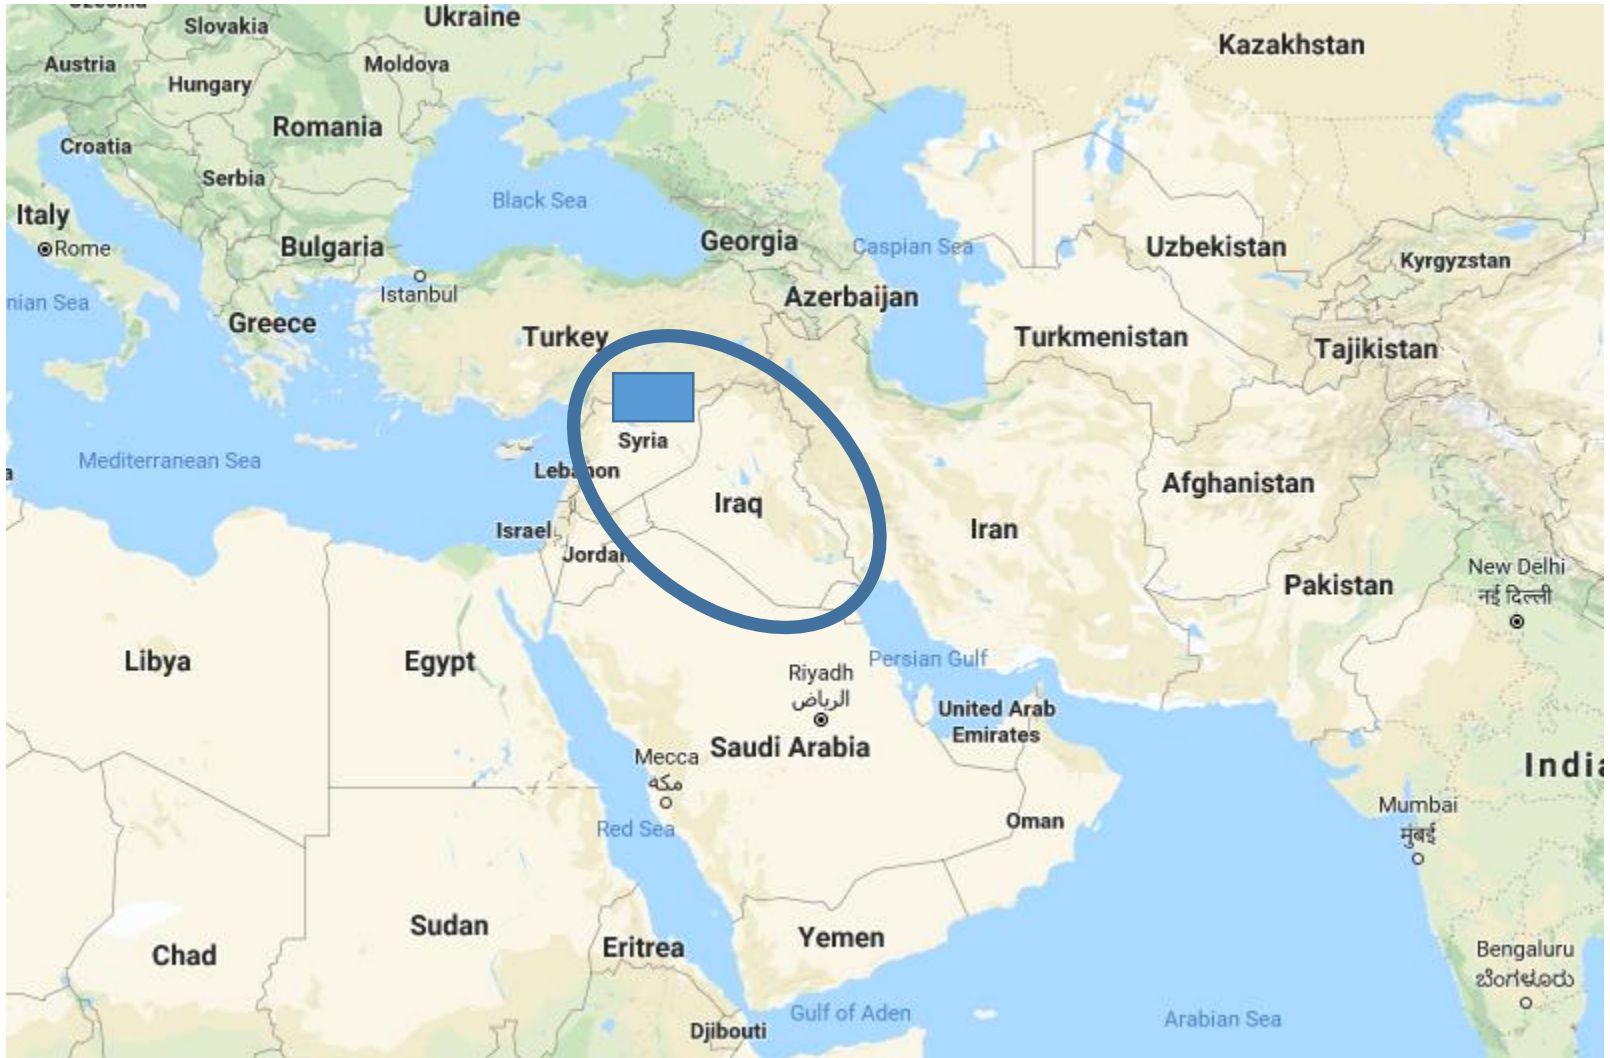 Ukraine
Slovakia
Kazakhstan
Austria
Moldova
Hungary
Romania
Croatia
Serbia
Black Sea
Italy
Rome
Bulgaria
Georgia
Caspian Sea
Uzbekistan
Kyrgyzstan
Istanbul
Azerbaijan
nian Sea
Greece
Turkey
Turkmenistan
Tajikistan
Syria
Mediterranean Sea
Lebanon
Afghanistan
Iraq
Israel
Iran
Jordan
New Delhi
नई दिल्ली
Pakistan
Libya
Egypt
Persian Gulf
Riyadh
الرياض
United Arab
Emirates
Saudi Arabia
Mecca
مكة
India
Mumbai
मुंबई
Oman
Red Sea
Sudan
Yemen
Eritrea
Chad
Bengaluru
ಬೆಂಗಳೂರು
Gulf of Aden
Arabian Sea
Djibouti